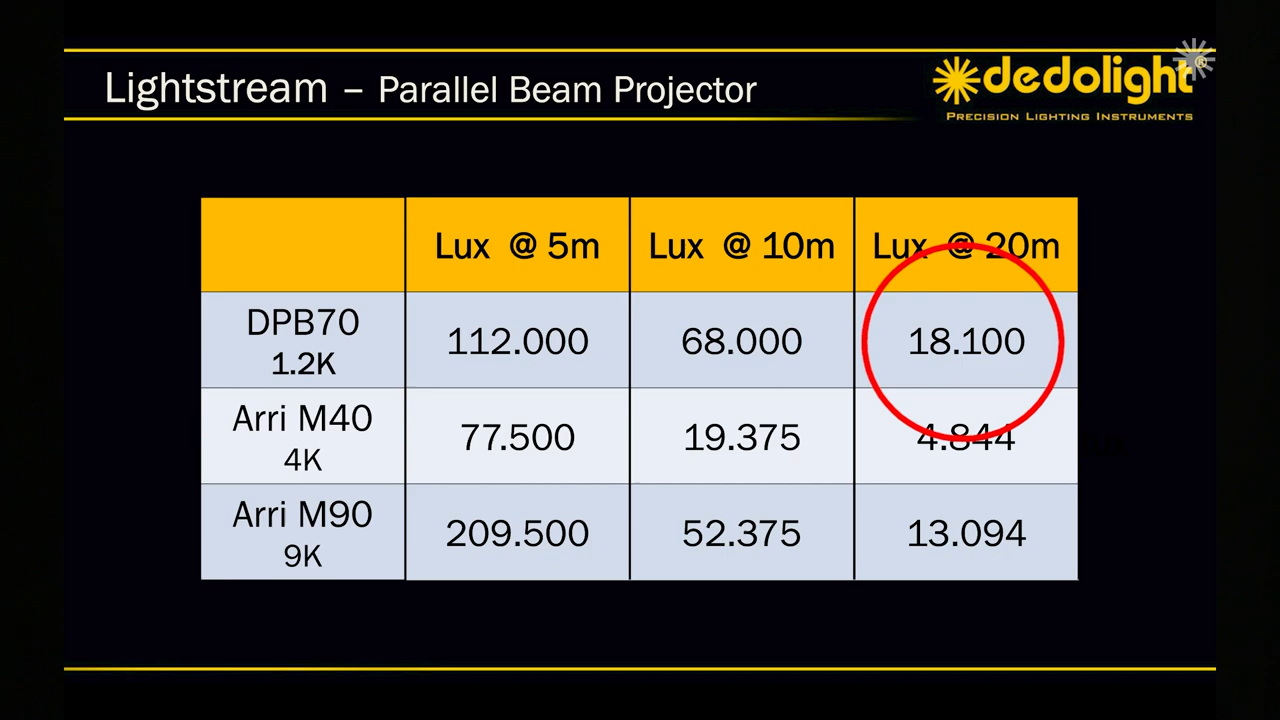 Lightstream – Parallel Beam Projector
dedolight®
PRECISION LIGHTING INSTRUMENTS
Lux @ 5m
Lux @ 10m
Lux @ 20m
DPB70
1.2K
112.000
68.000
18.100
Arri M40
4K
77.500
19.375
4.844
Arri M90
9K
209.500
52.375
13.094